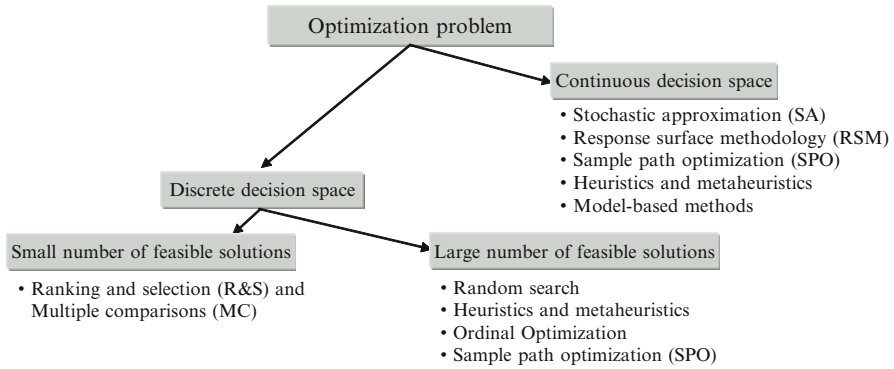 Optimization problem
Continuous decision space
• Stochastic approximation (SA)
• Response surface methodology (RSM)
• Sample path optimization (SPO)
• Heuristics and metaheuristics
• Model-based methods
Discrete decision space
Small number of feasible solutions
• Ranking and selection (R&S) and
Multiple comparisons (MC)
Large number of feasible solutions
• Random search
• Heuristics and metaheuristics
• Ordinal Optimization
• Sample path optimization (SPO)